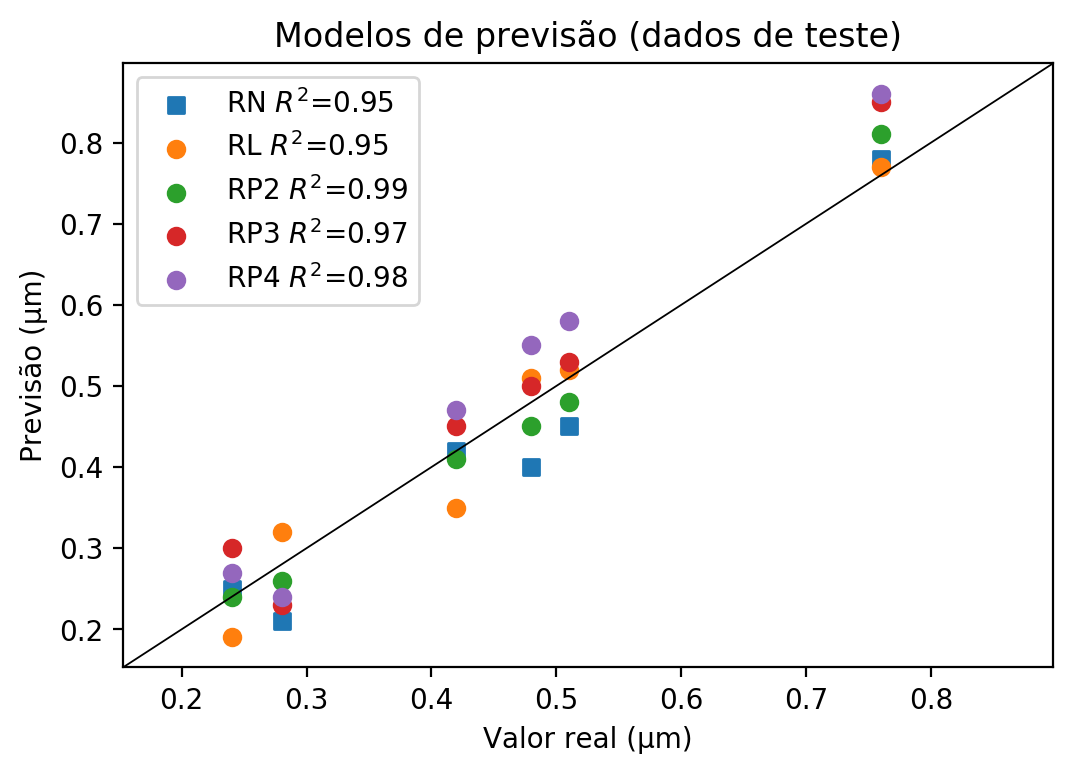 Modelos de previsão (dados de teste)
RN R²=0.95
RL R²=0.95
RP2 R²=0.99
RP3 R²=0.97
RP4 R²=0.98
Previsão (μm)
0.8
0.7
0.6
0.5
0.4
0.3
0.2
0.2 0.3 0.4 0.5 0.6 0.7 0.8
Valor real (μm)